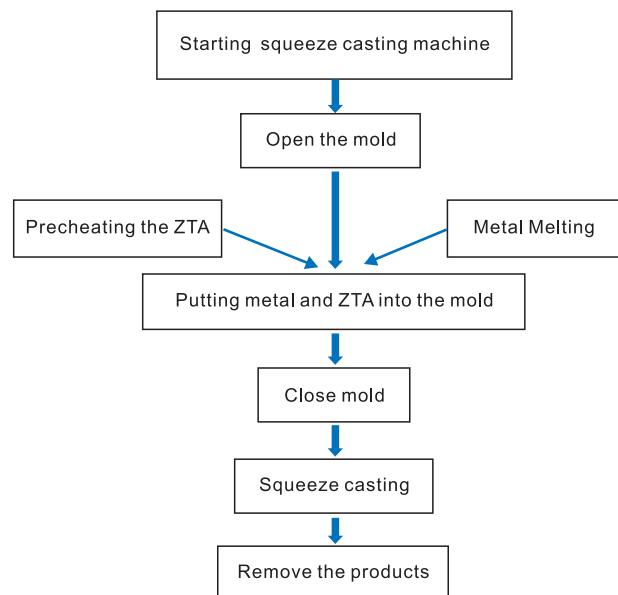 Starting squeeze casting machine
Open the mold
Precheating the ZTA
Metal Melting
Putting metal and ZTA into the mold
Close mold
Squeeze casting
Remove the products